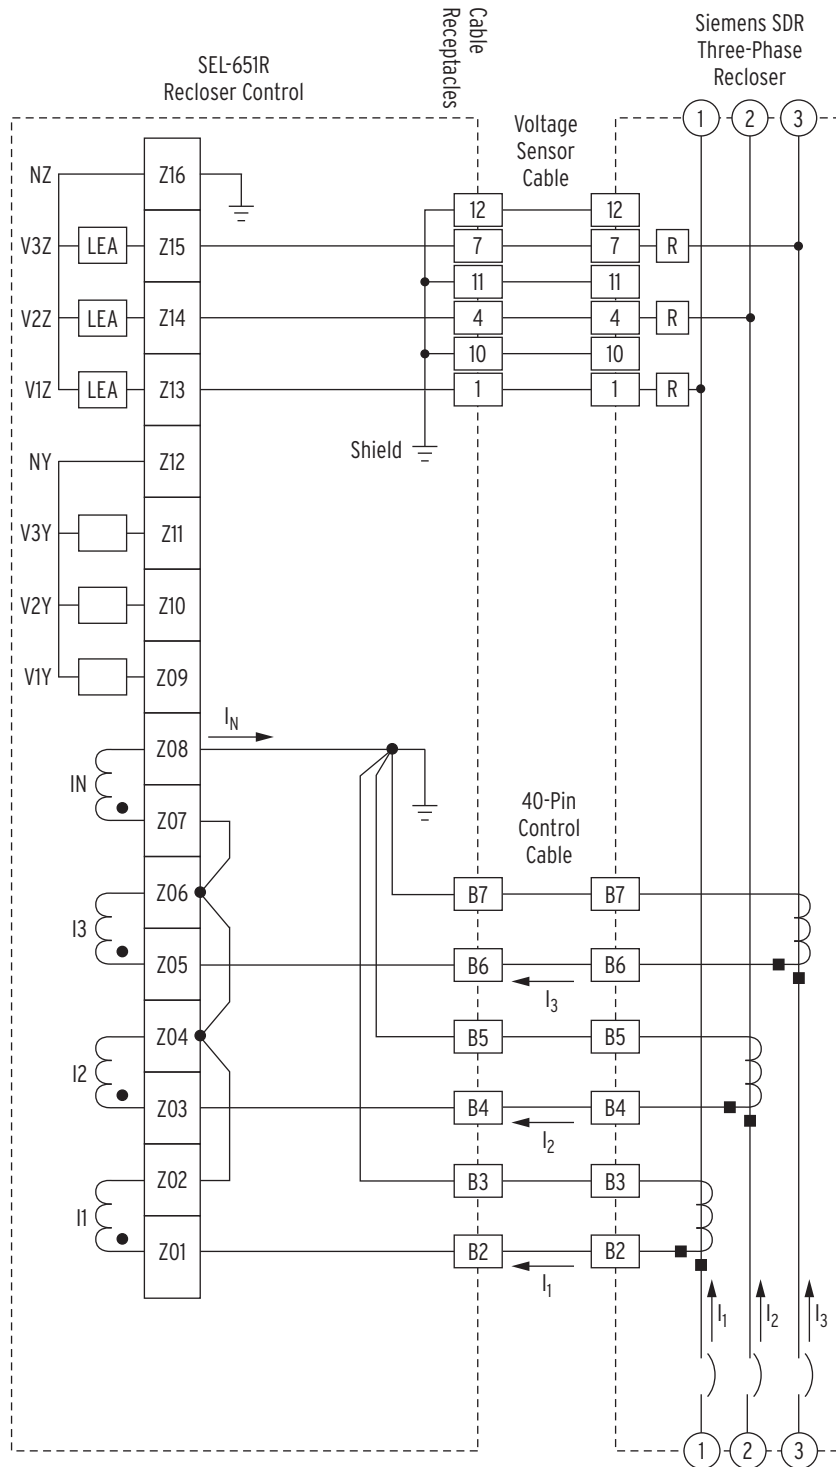 Siemens SDR
Three-Phase
Recloser
SEL-651R
Recloser Control
Cable
Receptacles
Voltage
Sensor
Cable
1
2
3
NZ
Z16
12
12
V3Z
LEA
Z15
7
7
R
11
11
V2Z
LEA
Z14
4
4
R
10
10
V1Z
LEA
Z13
1
1
R
Shield
NY
Z12
V3Y
Z11
V2Y
Z10
V1Y
Z09
IN
Z08
IN
Z07
40-Pin
Control
Cable
Z06
B7
B7
I3
Z05
B6
B6
I3
Z04
B5
B5
I2
Z03
B4
B4
I2
Z02
B3
B3
I1
Z01
B2
B2
I1
I1
I2
I3
1
2
3